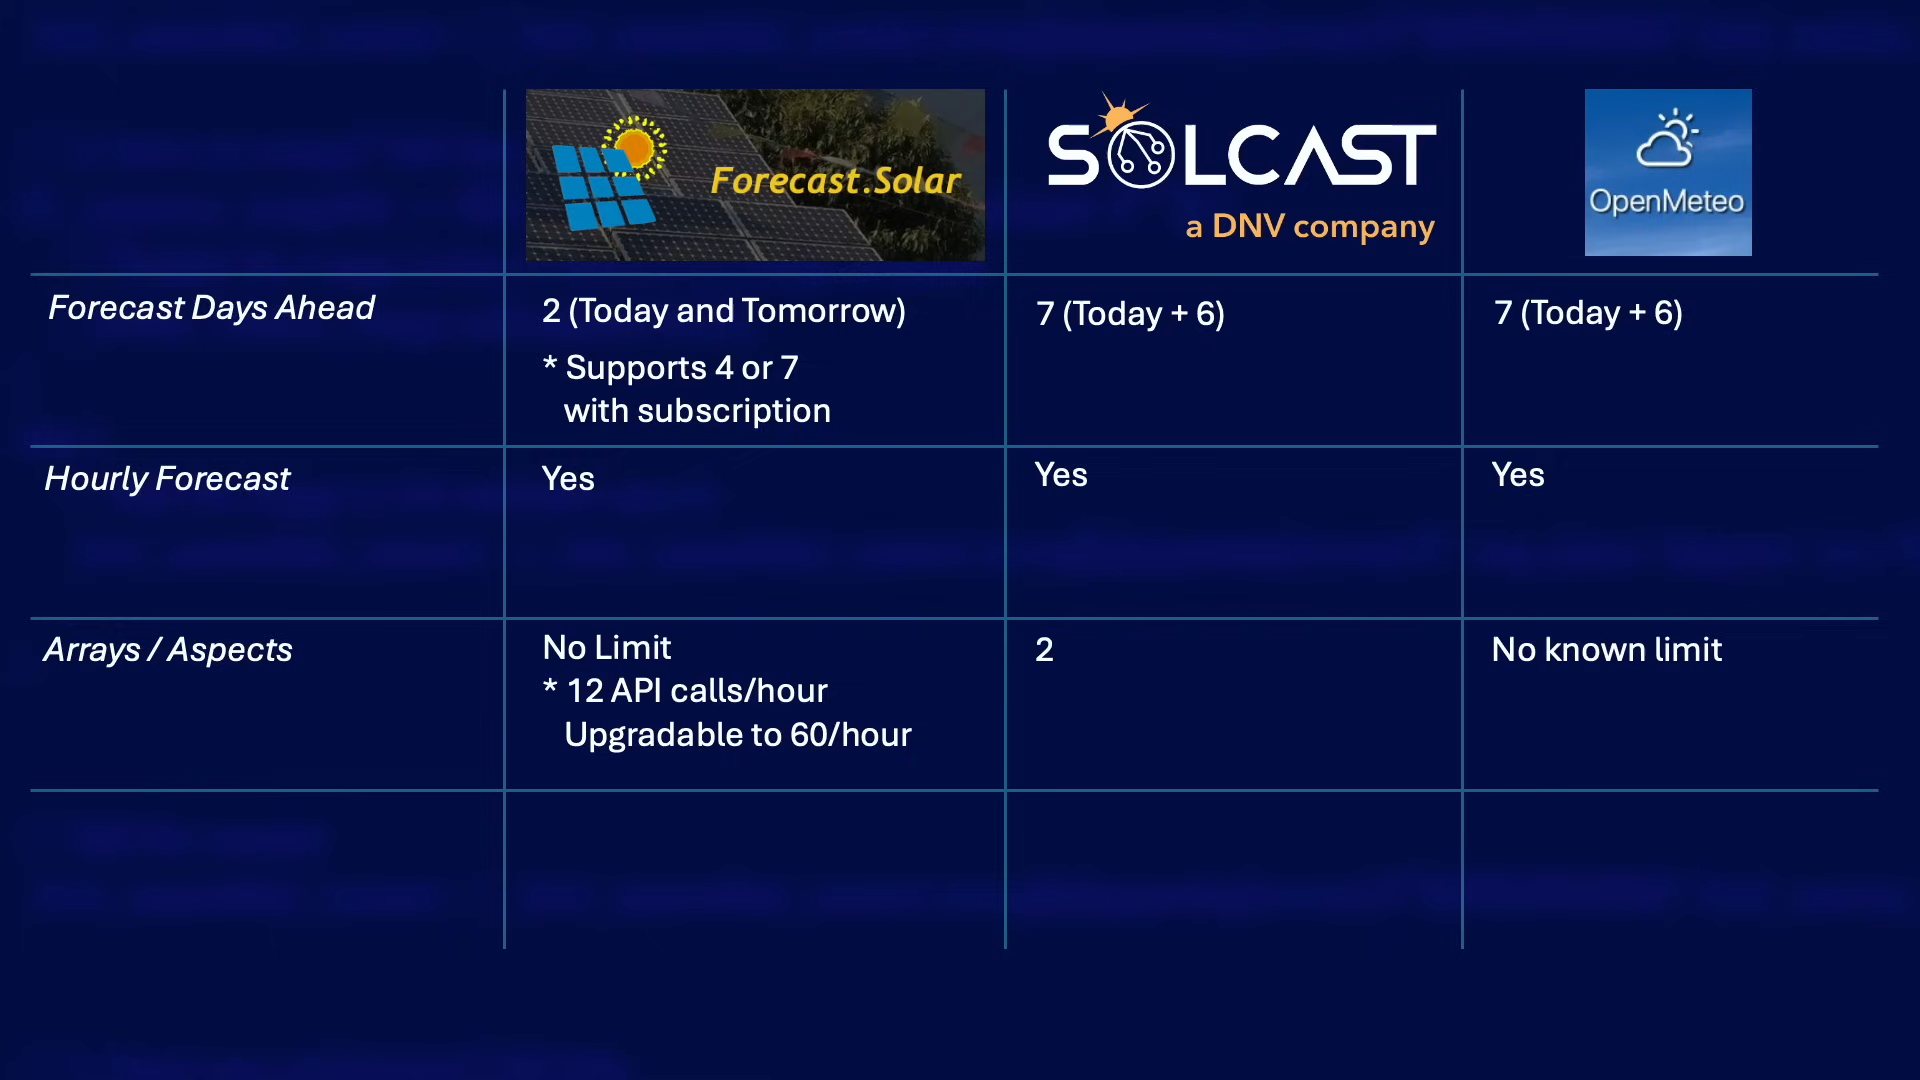 Forecast.Solar
SOLCAST
a DNV company
OpenMeteo
Forecast Days Ahead
2 (Today and Tomorrow)
* Supports 4 or 7
with subscription
7 (Today + 6)
7 (Today + 6)
Hourly Forecast
Yes
Yes
Yes
Arrays / Aspects
No Limit
* 12 API calls/hour
Upgradable to 60/hour
2
No known limit